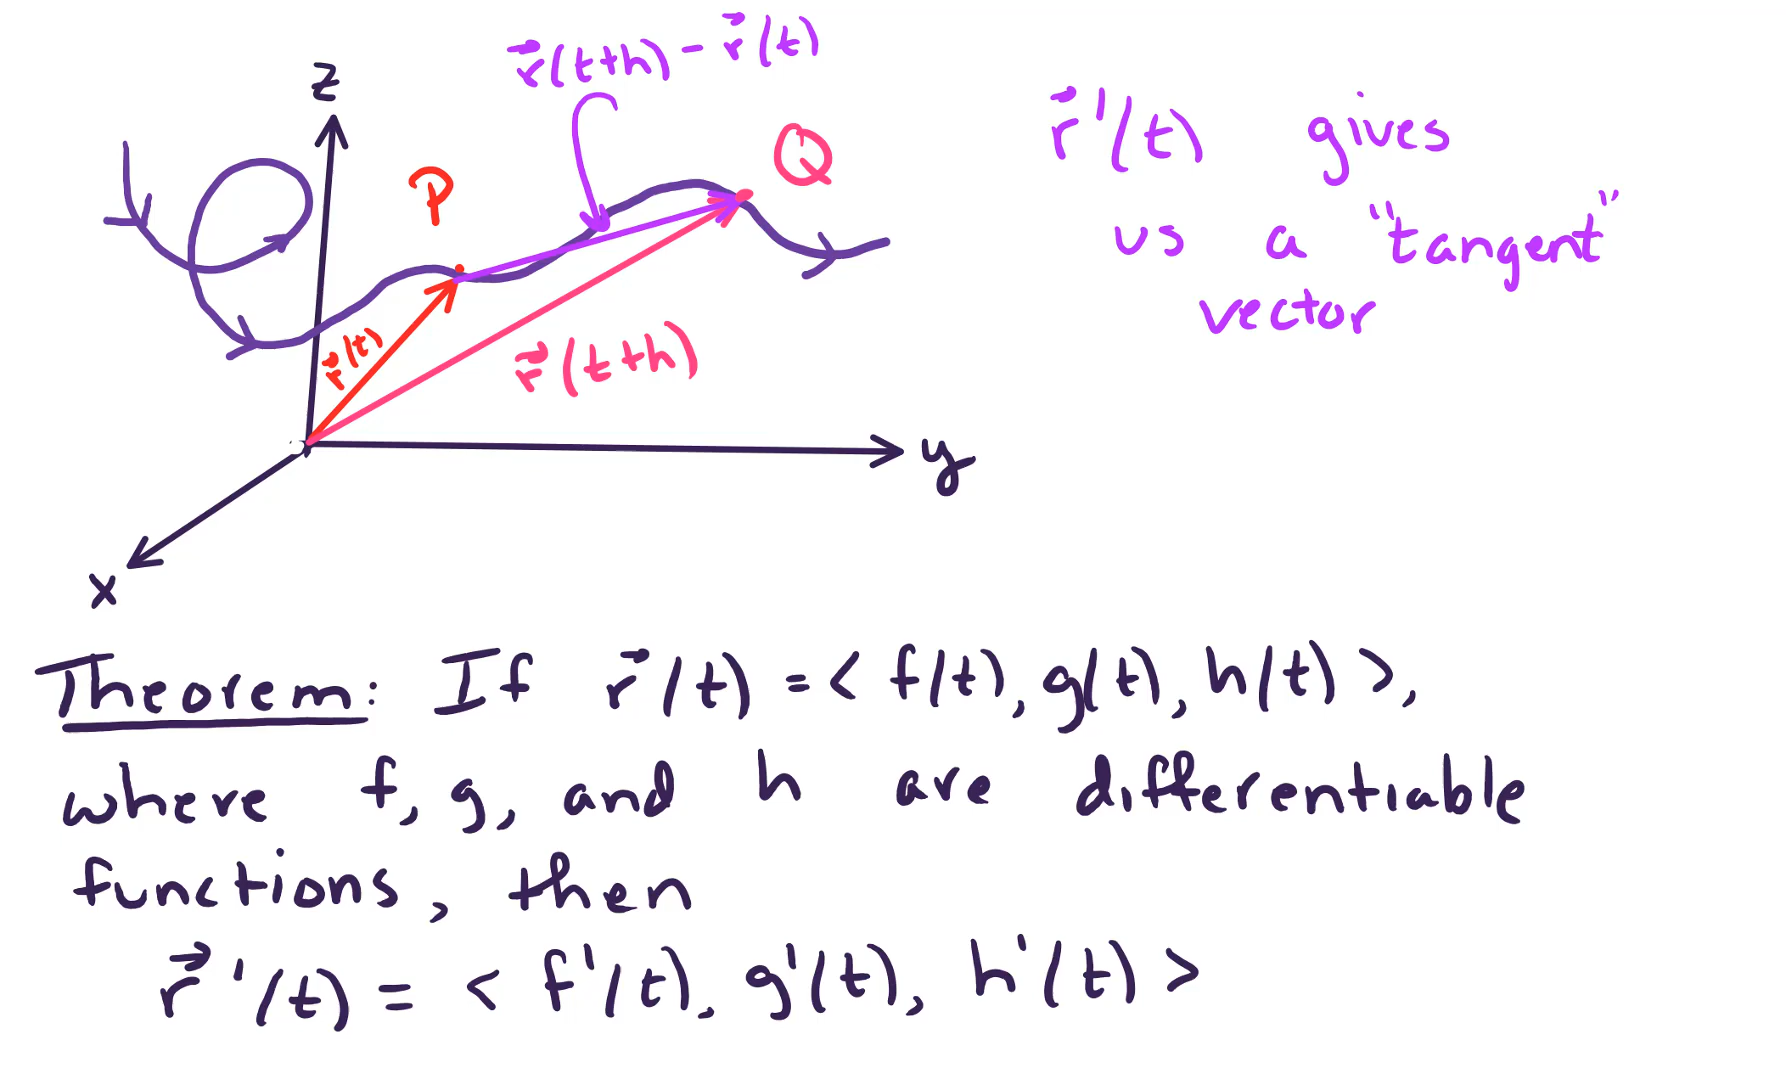 z
r⃗(t+h) - r⃗(t)
P
Q
r⃗(t)
r⃗(t+h)
y
x
r⃗'(t) gives
us a "tangent"
vector
Theorem: If r⃗(t) = < f(t), g(t), h(t) >,
where f, g, and h are differentiable
functions, then
r⃗'(t) = < f'(t), g'(t), h'(t) >